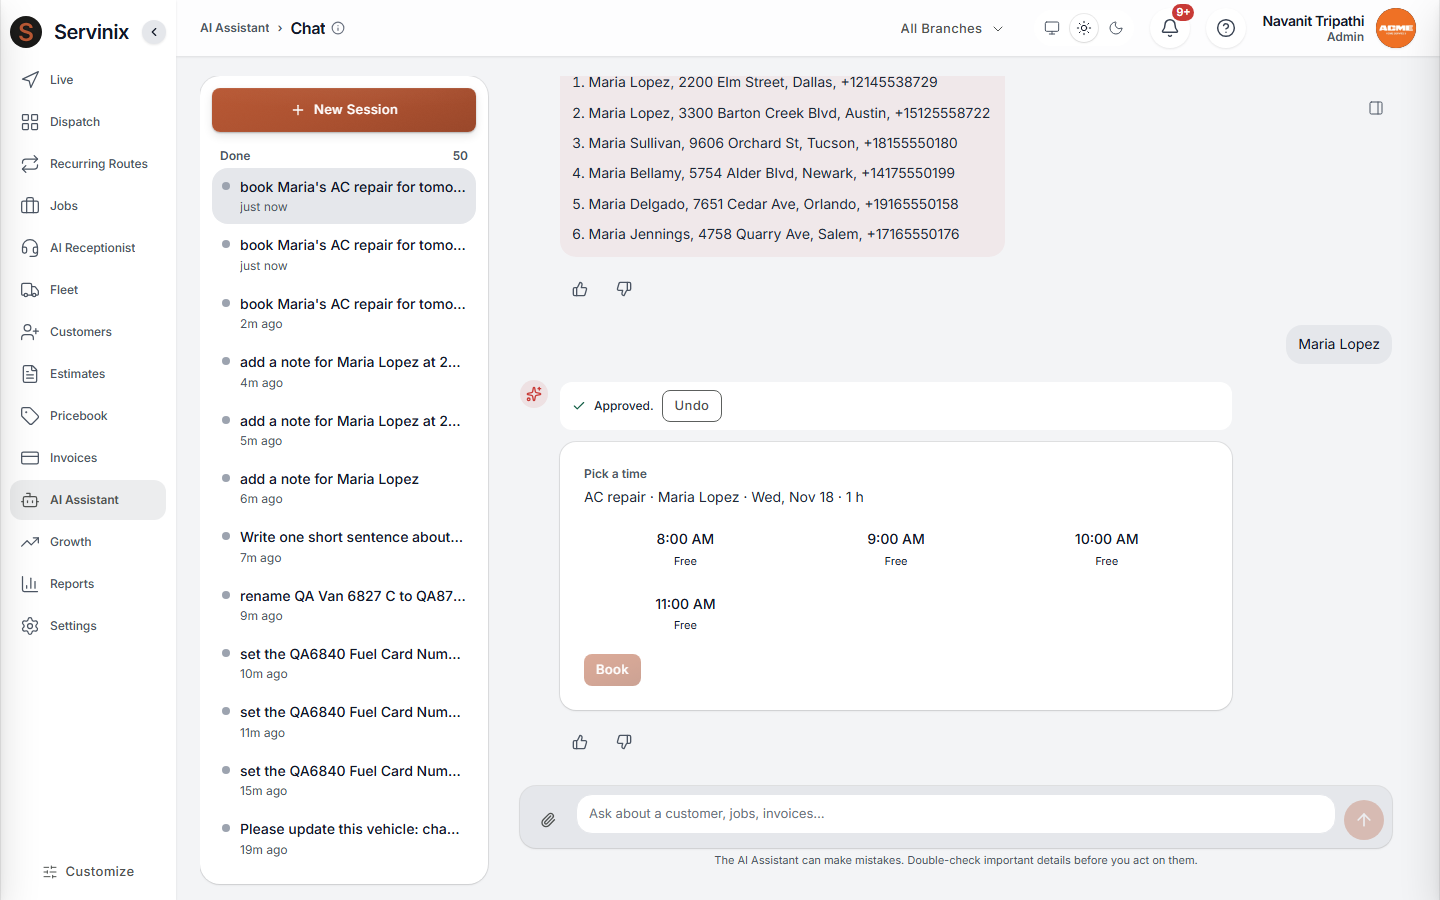 Servinix
Live
Dispatch
Recurring Routes
Jobs
AI Receptionist
Fleet
Customers
Estimates
Pricebook
Invoices
AI Assistant
Growth
Reports
Settings
Customize
AI Assistant › Chat
All Branches
9+
Navanit Tripathi
Admin
ACME
+ New Session
Done 50
book Maria's AC repair for tomo...
just now
book Maria's AC repair for tomo...
just now
book Maria's AC repair for tomo...
2m ago
add a note for Maria Lopez at 2...
4m ago
add a note for Maria Lopez at 2...
5m ago
add a note for Maria Lopez
6m ago
Write one short sentence about...
7m ago
rename QA Van 6827 C to QA87...
9m ago
set the QA6840 Fuel Card Num...
10m ago
set the QA6840 Fuel Card Num...
11m ago
set the QA6840 Fuel Card Num...
15m ago
Please update this vehicle: cha...
19m ago
1. Maria Lopez, 2200 Elm Street, Dallas, +12145538729
2. Maria Lopez, 3300 Barton Creek Blvd, Austin, +15125558722
3. Maria Sullivan, 9606 Orchard St, Tucson, +18155550180
4. Maria Bellamy, 5754 Alder Blvd, Newark, +14175550199
5. Maria Delgado, 7651 Cedar Ave, Orlando, +19165550158
6. Maria Jennings, 4758 Quarry Ave, Salem, +17165550176
Maria Lopez
Approved. Undo
Pick a time
AC repair · Maria Lopez · Wed, Nov 18 · 1 h
8:00 AM 9:00 AM 10:00 AM
Free Free Free
11:00 AM
Free
Book
Ask about a customer, jobs, invoices...
The AI Assistant can make mistakes. Double-check important details before you act on them.